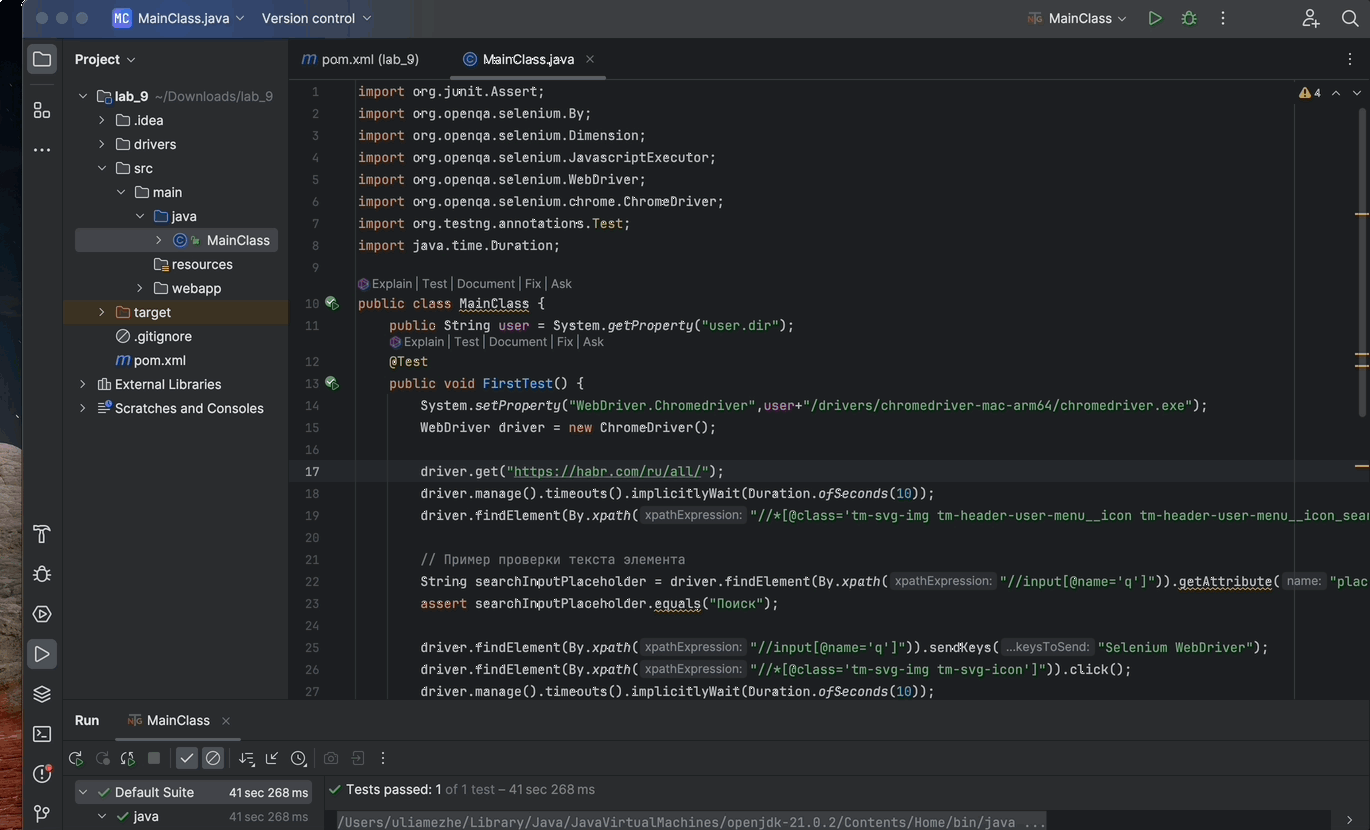 MC MainClass.java Version control MainClass
Project
pom.xml (lab_9) MainClass.java
lab_9 ~/Downloads/lab_9
.idea
drivers
src
main
java
MainClass
resources
webapp
target
.gitignore
pom.xml
External Libraries
Scratches and Consoles
4
1 import org.junit.Assert;
2 import org.openqa.selenium.By;
3 import org.openqa.selenium.Dimension;
4 import org.openqa.selenium.JavascriptExecutor;
5 import org.openqa.selenium.WebDriver;
6 import org.openqa.selenium.chrome.ChromeDriver;
7 import org.testng.annotations.Test;
8 import java.time.Duration;
9
Explain | Test | Document | Fix | Ask
10 public class MainClass {
11 public String user = System.getProperty("user.dir");
Explain | Test | Document | Fix | Ask
12 @Test
13 public void FirstTest() {
14 System.setProperty("WebDriver.Chromedriver",user+"/drivers/chromedriver-mac-arm64/chromedriver.exe");
15 WebDriver driver = new ChromeDriver();
16
17 driver.get("https://habr.com/ru/all/");
18 driver.manage().timeouts().implicitlyWait(Duration.ofSeconds(10));
19 driver.findElement(By.xpath( xpathExpression: "//*[@class='tm-svg-img tm-header-user-menu__icon tm-header-user-menu__icon_sear
20
21 // Пример проверки текста элемента
22 String searchInputPlaceholder = driver.findElement(By.xpath( xpathExpression: "//input[@name='q']")).getAttribute( name: "plac
23 assert searchInputPlaceholder.equals("Поиск");
24
25 driver.findElement(By.xpath( xpathExpression: "//input[@name='q']")).sendKeys( ...keysToSend: "Selenium WebDriver");
26 driver.findElement(By.xpath( xpathExpression: "//*[@class='tm-svg-img tm-svg-icon']")).click();
27 driver.manage().timeouts().implicitlyWait(Duration.ofSeconds(10));
Run MainClass
Default Suite 41 sec 268 ms
java 41 sec 268 ms
Tests passed: 1 of 1 test – 41 sec 268 ms
/Users/uliamezhe/Library/Java/JavaVirtualMachines/openjdk-21.0.2/Contents/Home/bin/java ...